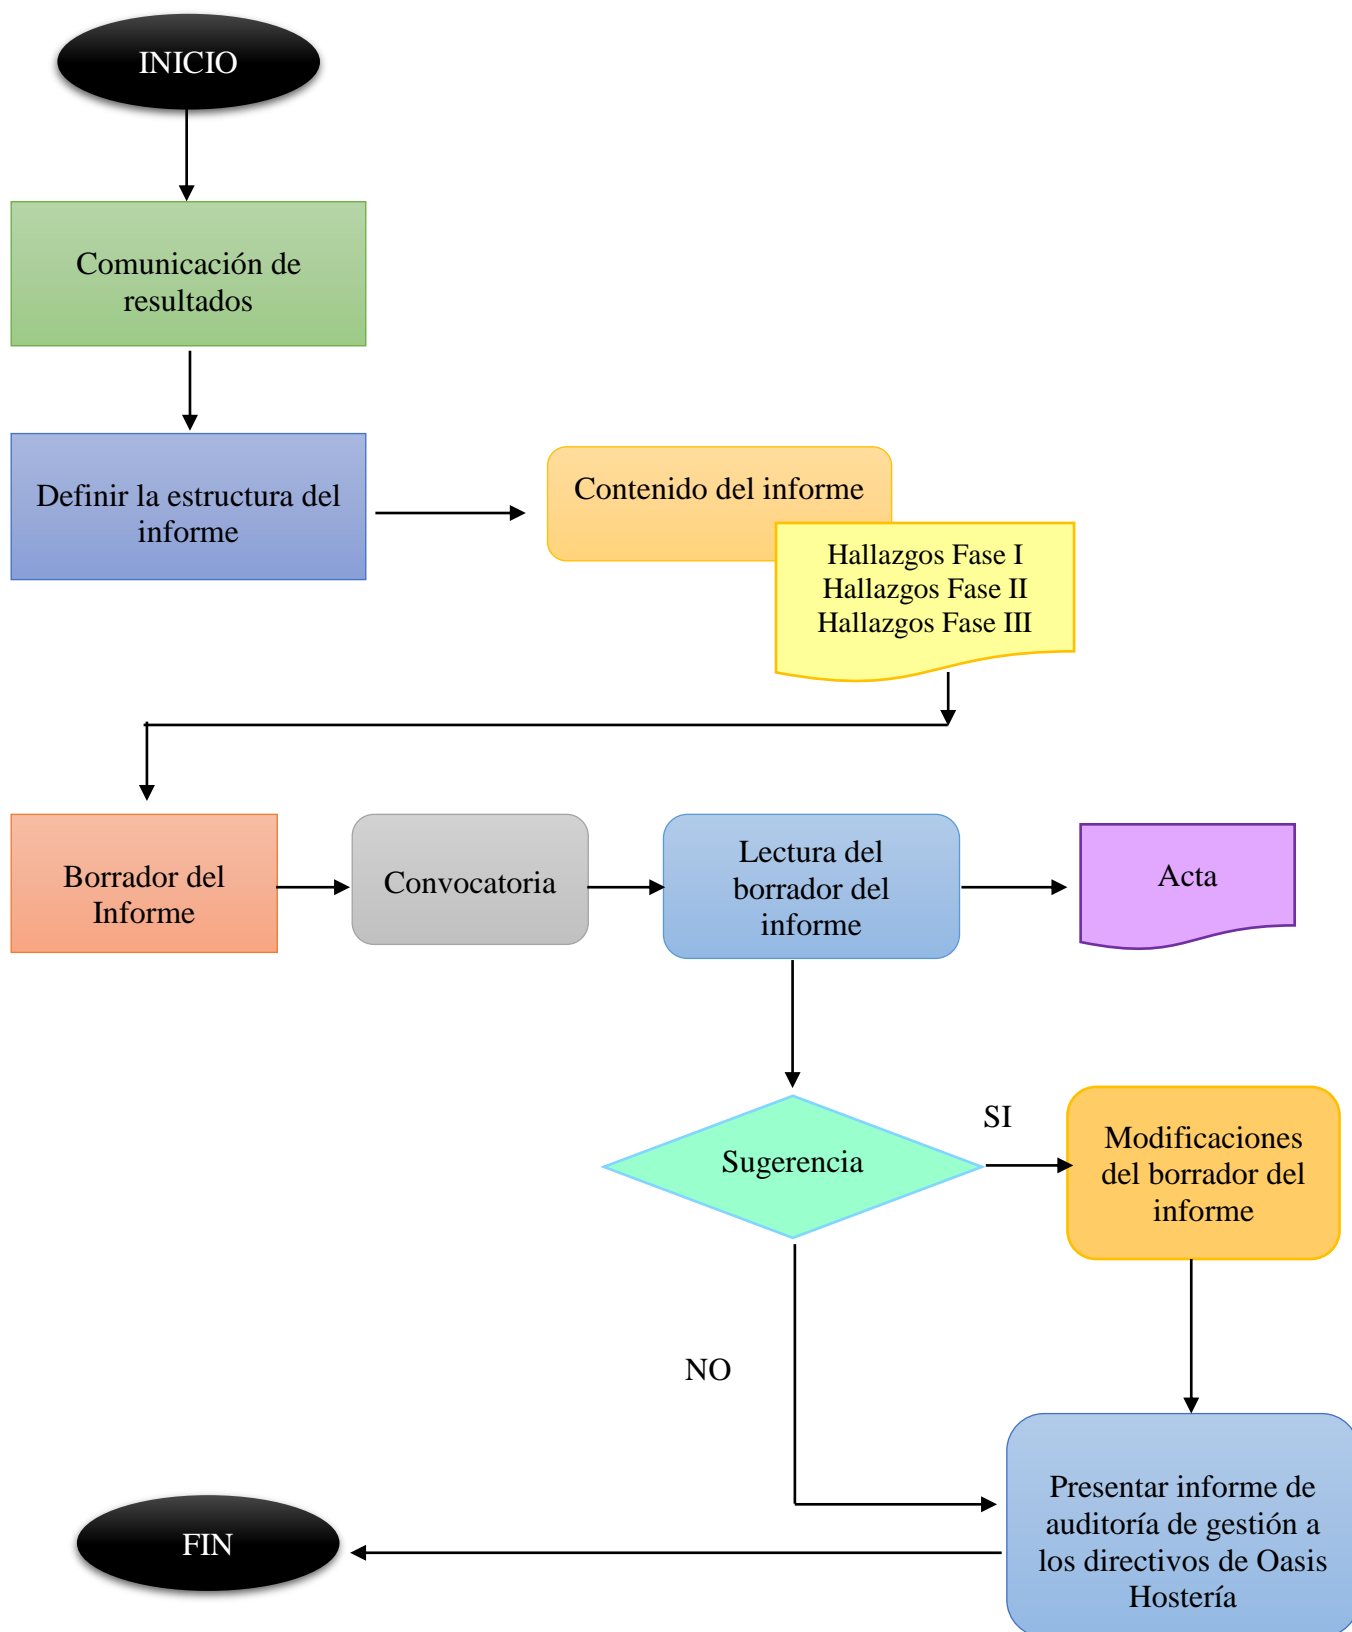 INICIO
Comunicación de
resultados
Definir la estructura del
informe
Contenido del informe
Hallazgos Fase I
Hallazgos Fase II
Hallazgos Fase III
Borrador del
Informe
Convocatoria
Lectura del
borrador del
informe
Acta
Sugerencia
SI
Modificaciones
del borrador del
informe
NO
Presentar informe de
auditoría de gestión a
los directivos de Oasis
Hostería
FIN